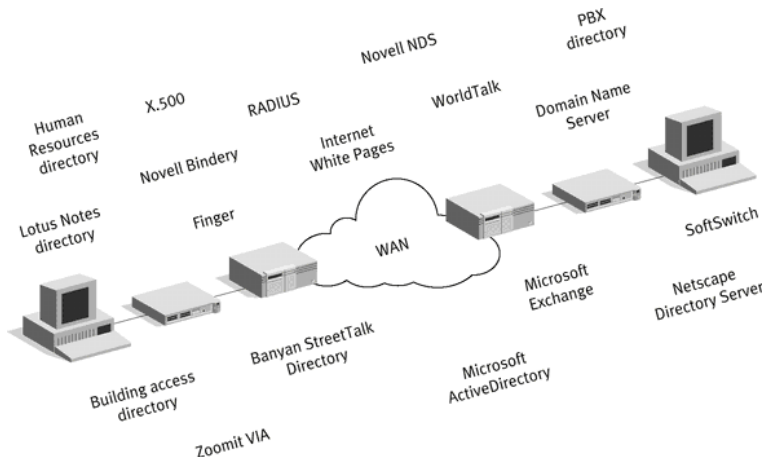 PBX
directory
Novell NDS
X.500
RADIUS
WorldTalk
Domain Name
Server
Human
Resources
directory
Novell Bindery
Internet
White Pages
Lotus Notes
directory
Finger
WAN
SoftSwitch
Microsoft
Exchange
Netscape
Directory Server
Banyan StreetTalk
Directory
Microsoft
ActiveDirectory
Building access
directory
Zoomit VIA